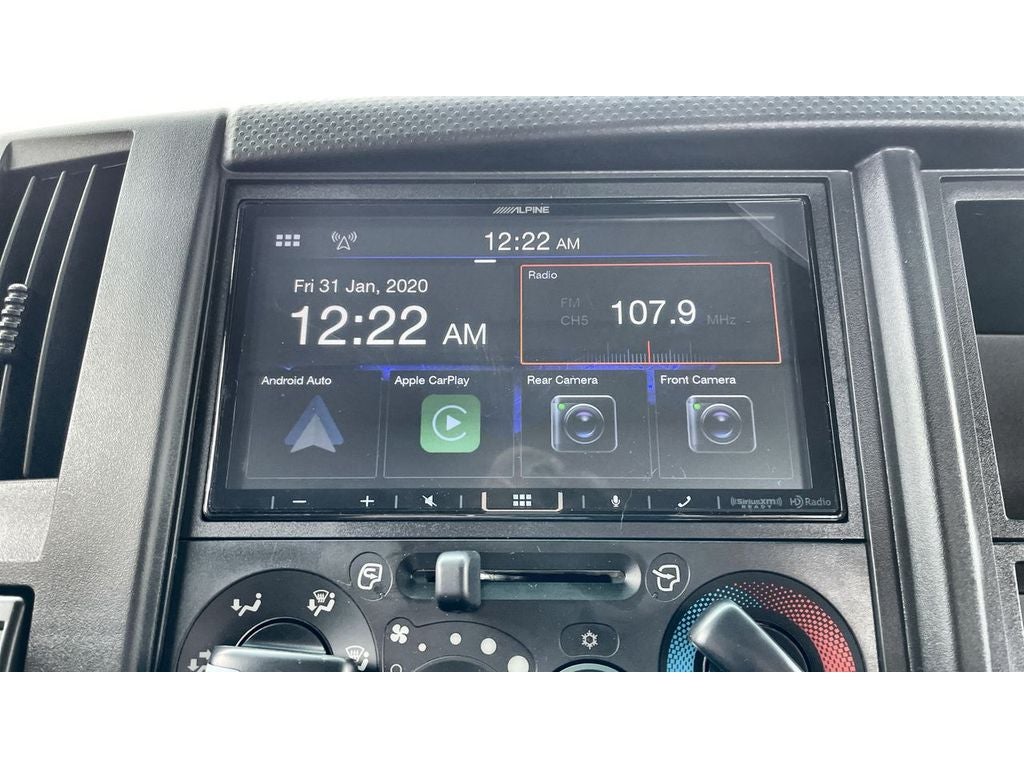 ALPINE
12:22 AM
Fri 31 Jan, 2020
12:22 AM
Radio
FM
CH5
107.9 MHz
Android Auto
Apple CarPlay
Rear Camera
Front Camera
SiriusXM
READY
HD Radio